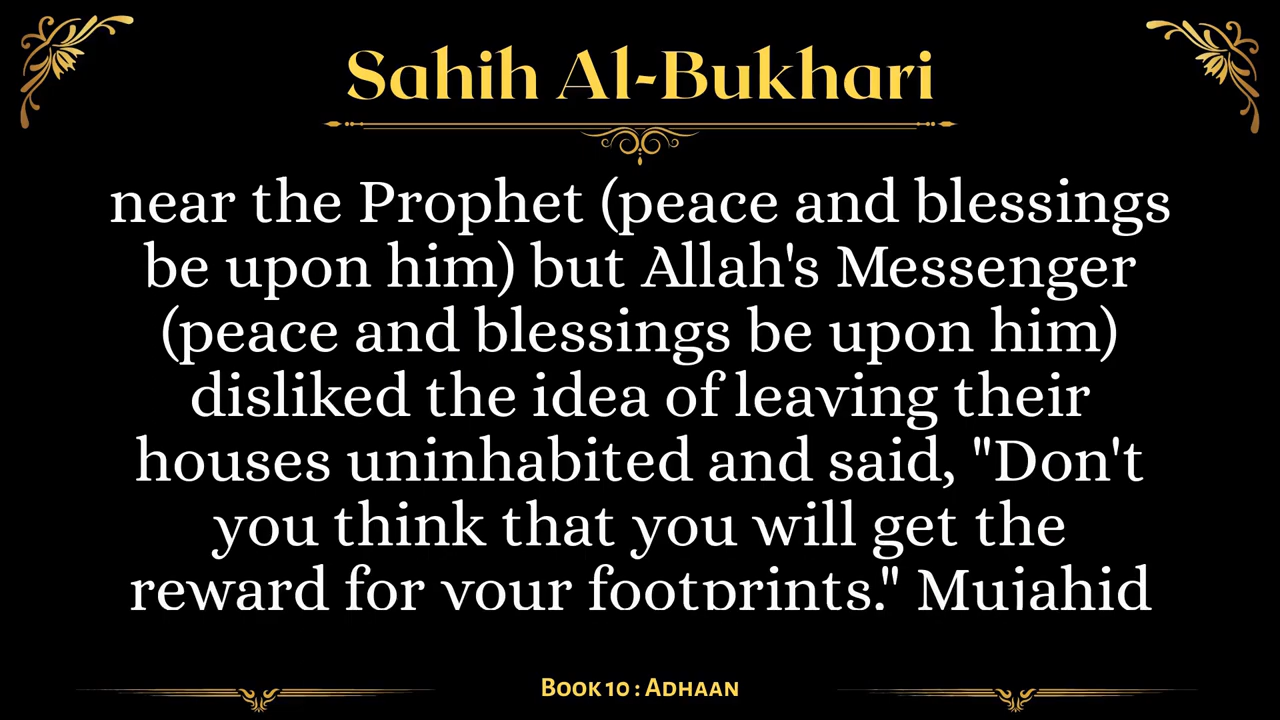 Sahih Al-Bukhari
near the Prophet (peace and blessings
be upon him) but Allah's Messenger
(peace and blessings be upon him)
disliked the idea of leaving their
houses uninhabited and said, "Don't
you think that you will get the
reward for your footprints." Mujahid
Book 10 : Adhaan